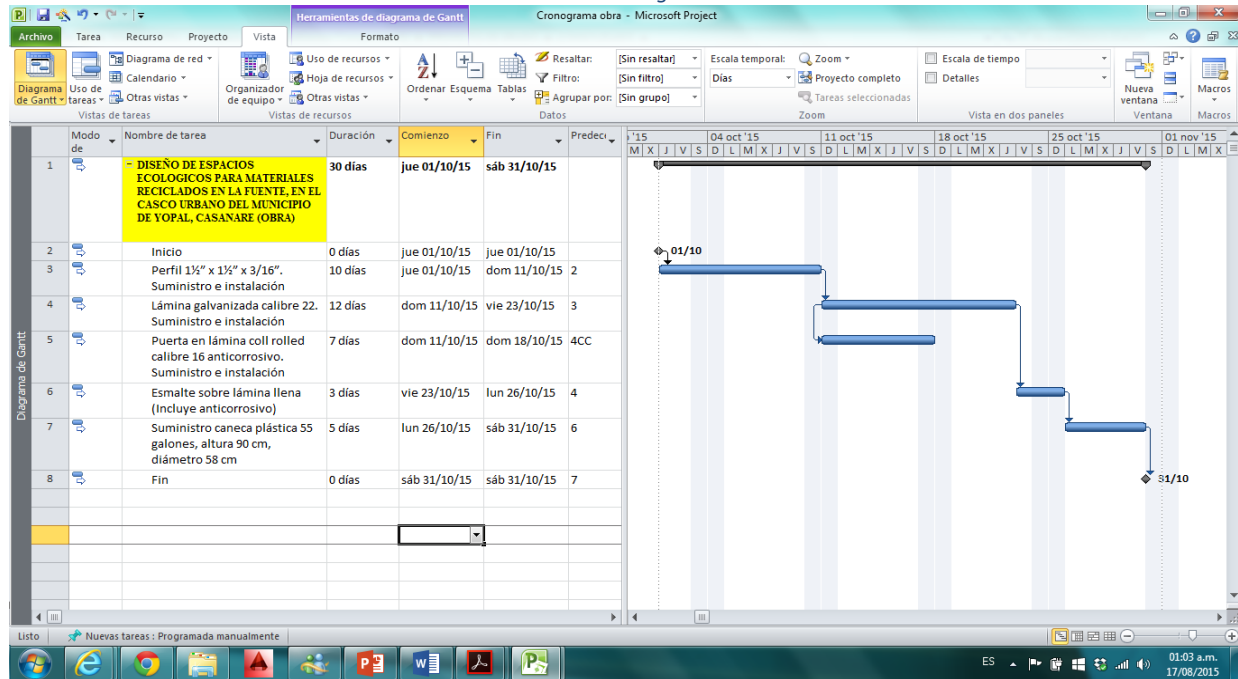 Herramientas de diagrama de Gantt
Cronograma obra - Microsoft Project
Archivo Tarea Recurso Proyecto Vista Formato
Diagrama de Gantt
Uso de tareas
Diagrama de red
Calendario
Otras vistas
Vistas de tareas
Organizador de equipo
Uso de recursos
Hoja de recursos
Otras vistas
Vistas de recursos
Ordenar Esquema Tablas
Resaltar: [Sin resaltar]
Filtro: [Sin filtro]
Agrupar por: [Sin grupo]
Datos
Escala temporal:
Días
Zoom
Proyecto completo
Tareas seleccionadas
Zoom
Escala de tiempo
Detalles
Vista en dos paneles
Nueva ventana
Ventana
Macros
Macros
Modo de
Nombre de tarea
Duración
Comienzo
Fin
Predec
'15 04 oct '15 11 oct '15 18 oct '15 25 oct '15 01 nov '15
M X J V S D L M X J V S D L M X J V S D L M X J V S D L M X J V S D L M X
1 DISEÑO DE ESPACIOS 30 días jue 01/10/15 sáb 31/10/15
ECOLOGICOS PARA MATERIALES
RECICLADOS EN LA FUENTE, EN EL
CASCO URBANO DEL MUNICIPIO
DE YOPAL, CASANARE (OBRA)
2 Inicio 0 días jue 01/10/15 jue 01/10/15
01/10
3 Perfil 1½” x 1½” x 3/16”. 10 días jue 01/10/15 dom 11/10/15 2
Suministro e instalación
4 Lámina galvanizada calibre 22. 12 días dom 11/10/15 vie 23/10/15 3
Suministro e instalación
5 Puerta en lámina coll rolled 7 días dom 11/10/15 dom 18/10/15 4CC
calibre 16 anticorrosivo.
Suministro e instalación
6 Esmalte sobre lámina llena 3 días vie 23/10/15 lun 26/10/15 4
(Incluye anticorrosivo)
7 Suministro caneca plástica 55 5 días lun 26/10/15 sáb 31/10/15 6
galones, altura 90 cm,
diámetro 58 cm
8 Fin 0 días sáb 31/10/15 sáb 31/10/15 7
31/10
Diagrama de Gantt
Listo Nuevas tareas : Programada manualmente
ES
01:03 a.m.
17/08/2015